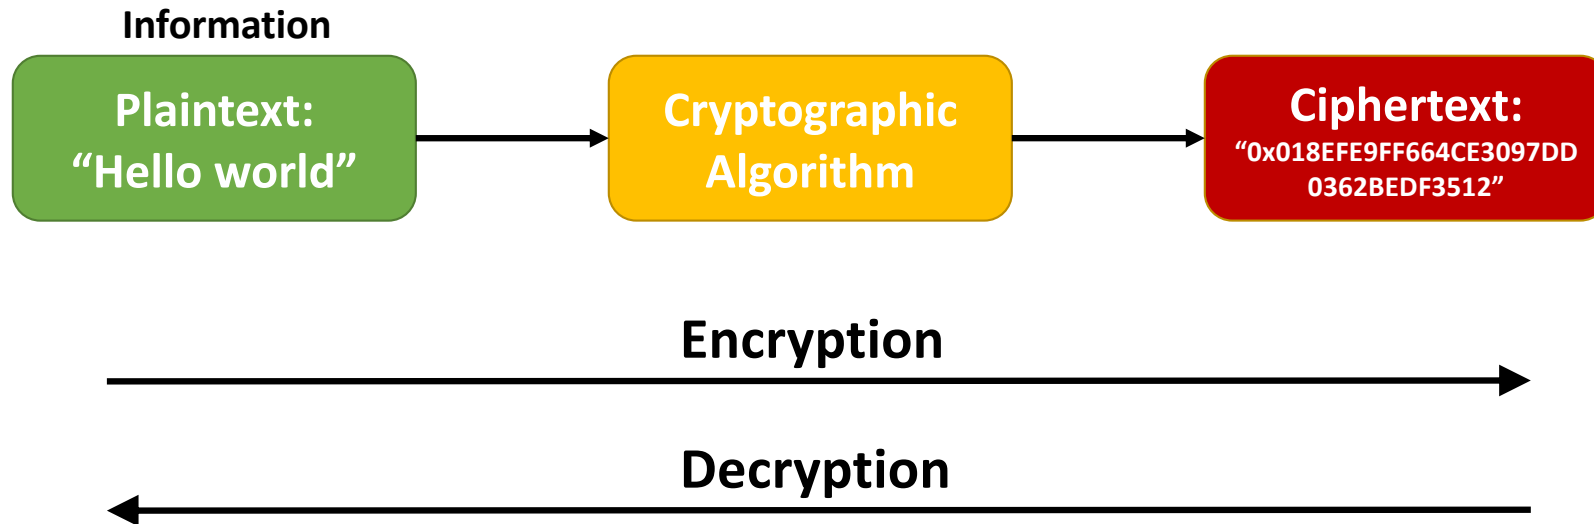 Information
Plaintext:
“Hello world”
Cryptographic
Algorithm
Ciphertext:
“0x018EFE9FF664CE3097DD
0362BEDF3512”
Encryption
Decryption